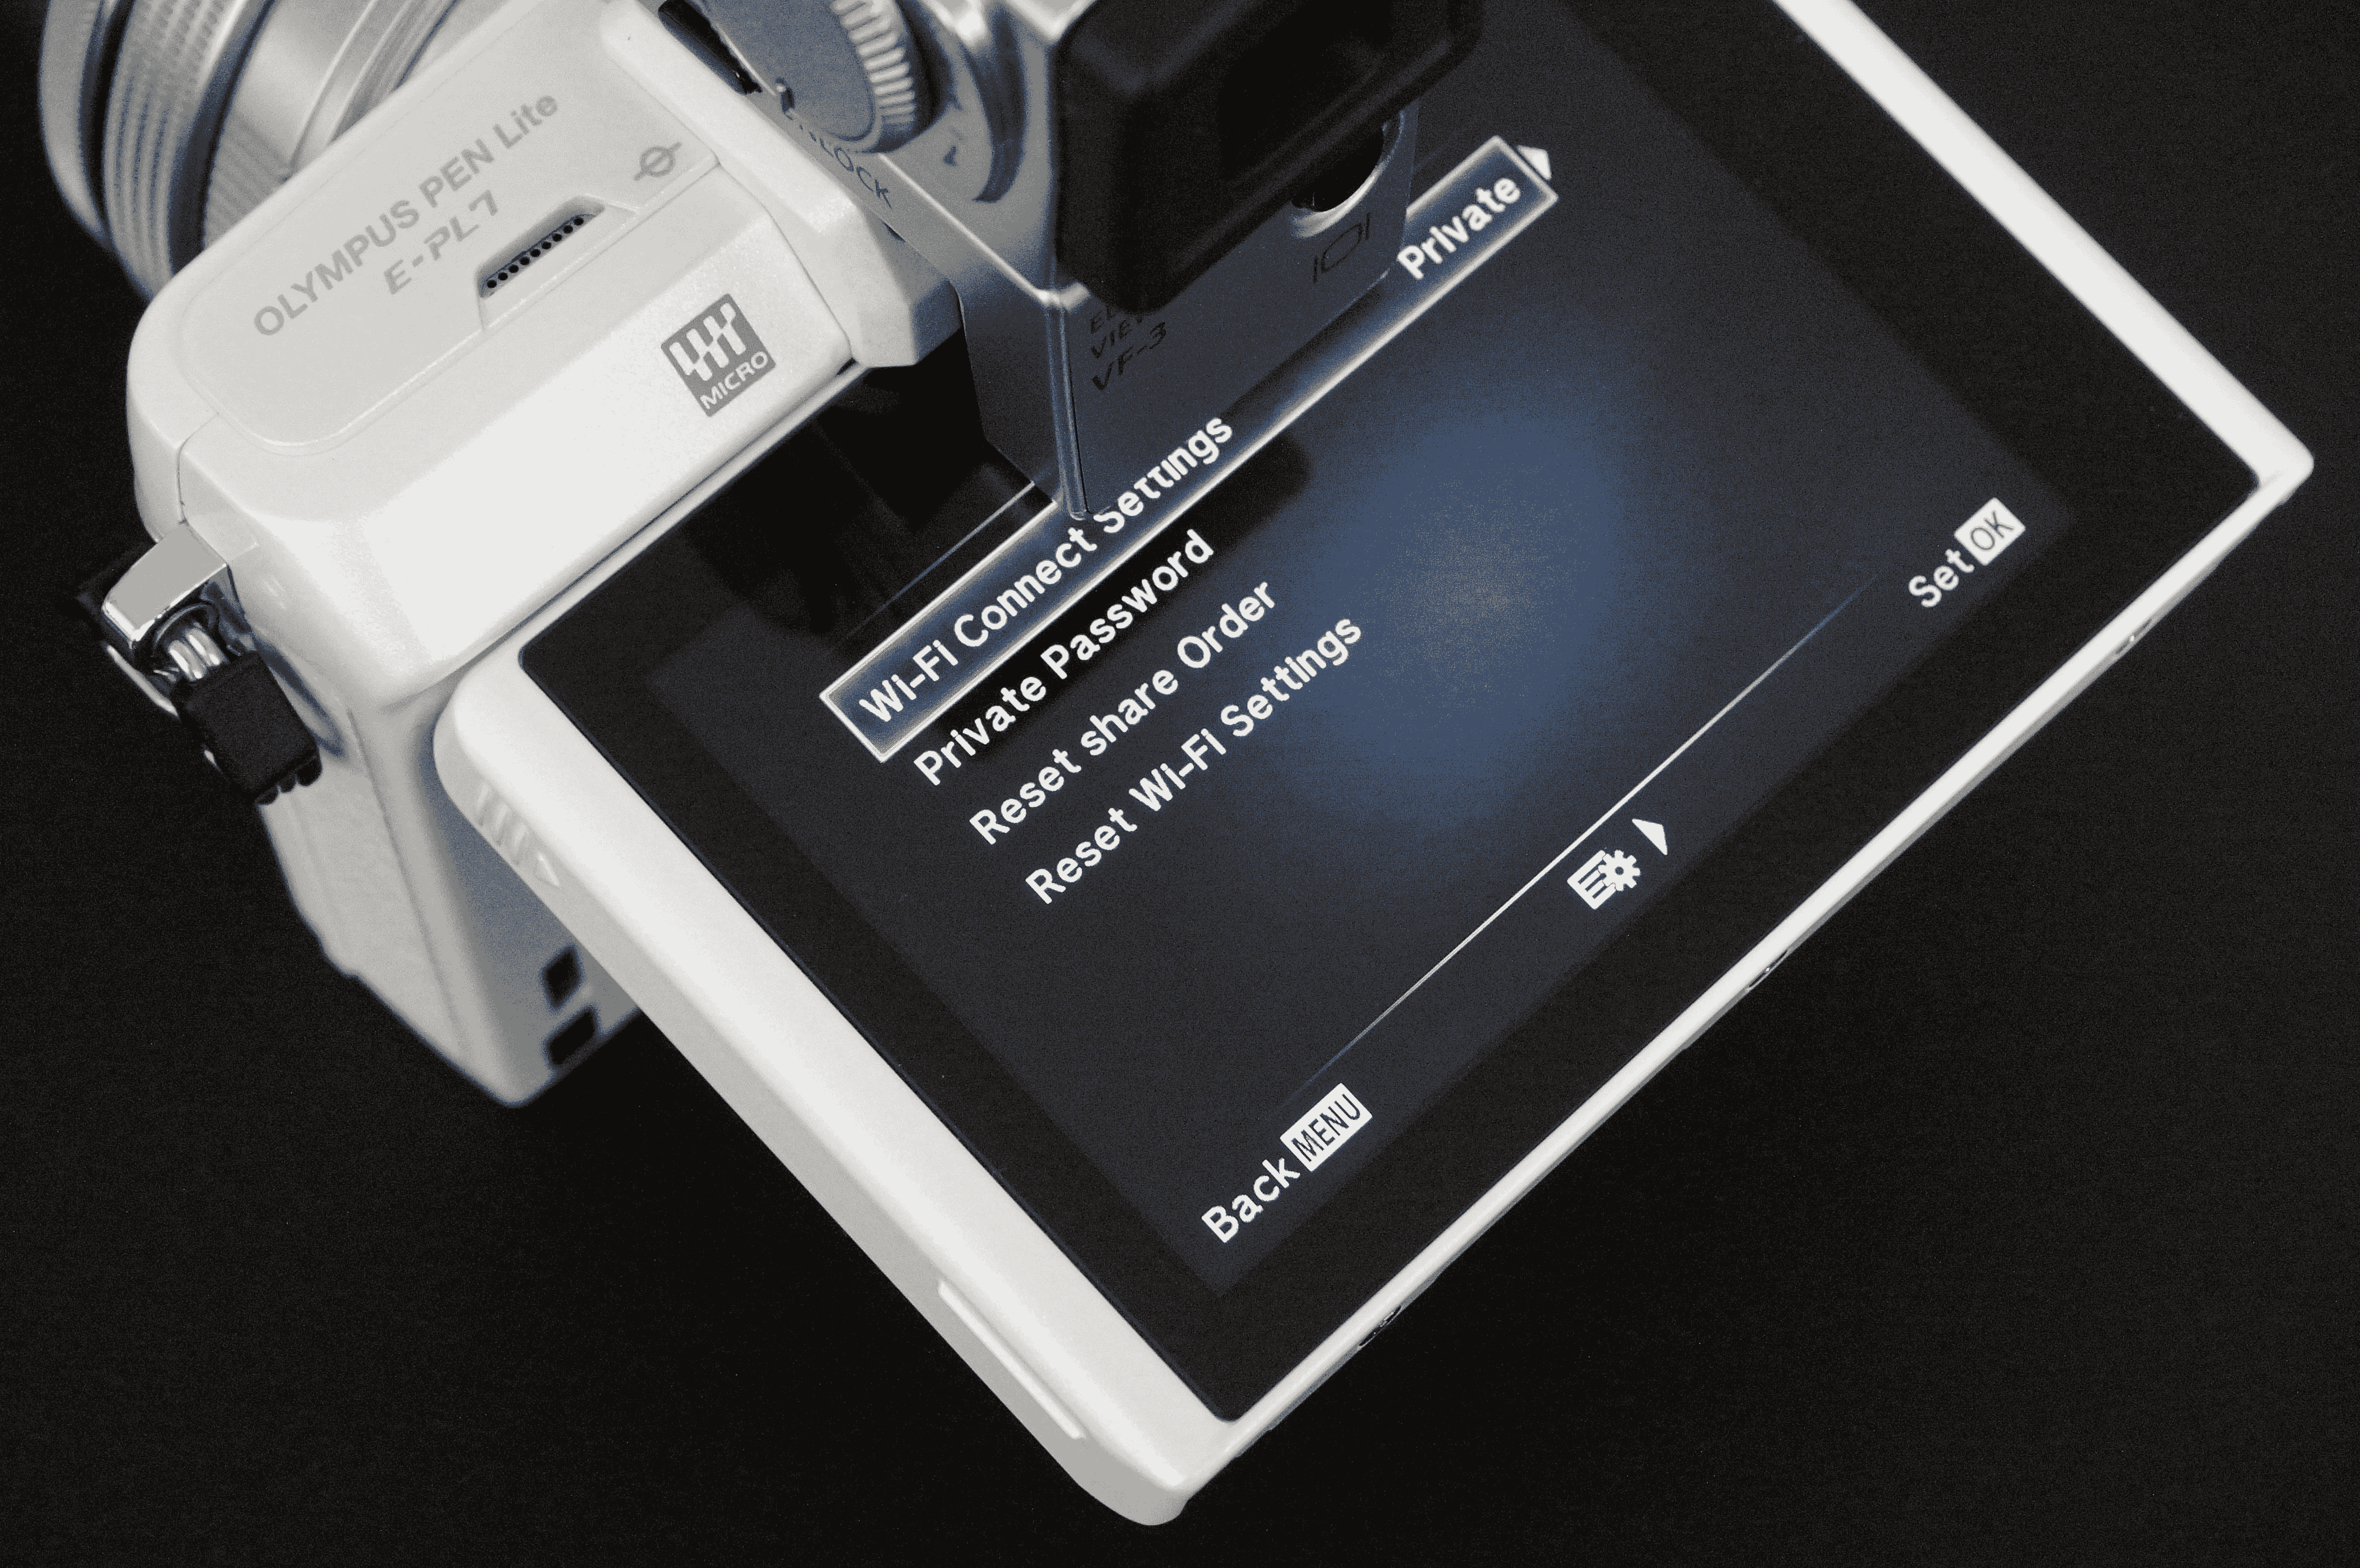 OLYMPUS PEN Lite
E-PL7
MICRO
VF-3
Wi-Fi Connect Settings Private
Private Password
Reset share Order
Reset Wi-Fi Settings
Back MENU
Set OK